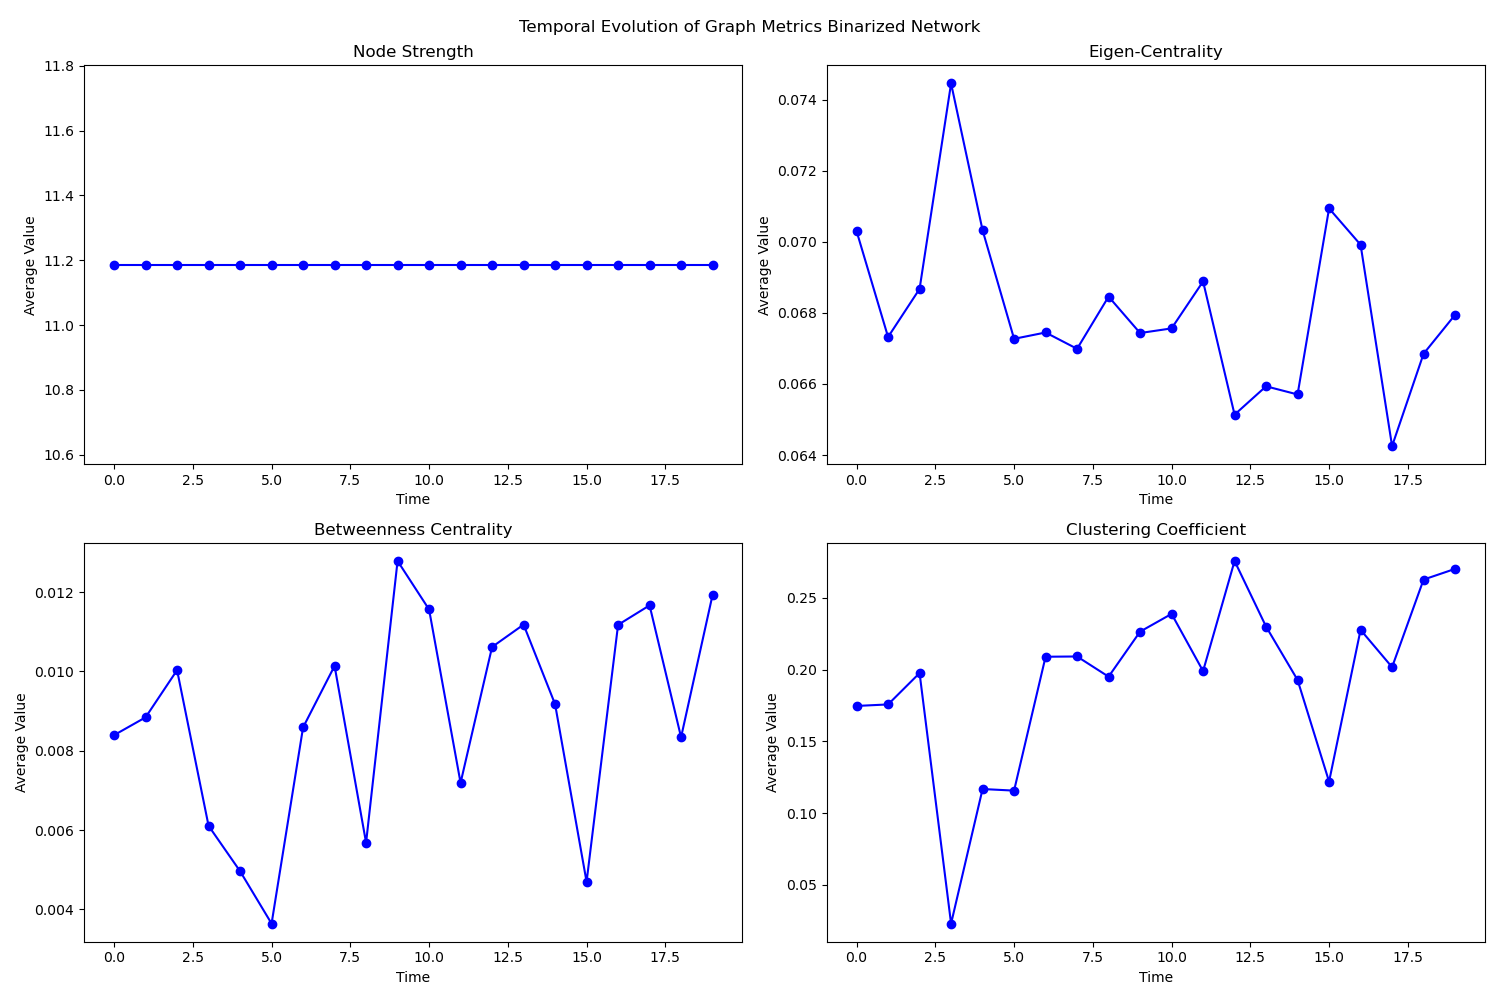 Temporal Evolution of Graph Metrics Binarized Network
Node Strength
Average Value
11.8
11.6
11.4
11.2
11.0
10.8
10.6
0.0 2.5 5.0 7.5 10.0 12.5 15.0 17.5
Time
Eigen-Centrality
Average Value
0.074
0.072
0.070
0.068
0.066
0.064
0.0 2.5 5.0 7.5 10.0 12.5 15.0 17.5
Time
Betweenness Centrality
Average Value
0.012
0.010
0.008
0.006
0.004
0.0 2.5 5.0 7.5 10.0 12.5 15.0 17.5
Time
Clustering Coefficient
Average Value
0.25
0.20
0.15
0.10
0.05
0.0 2.5 5.0 7.5 10.0 12.5 15.0 17.5
Time